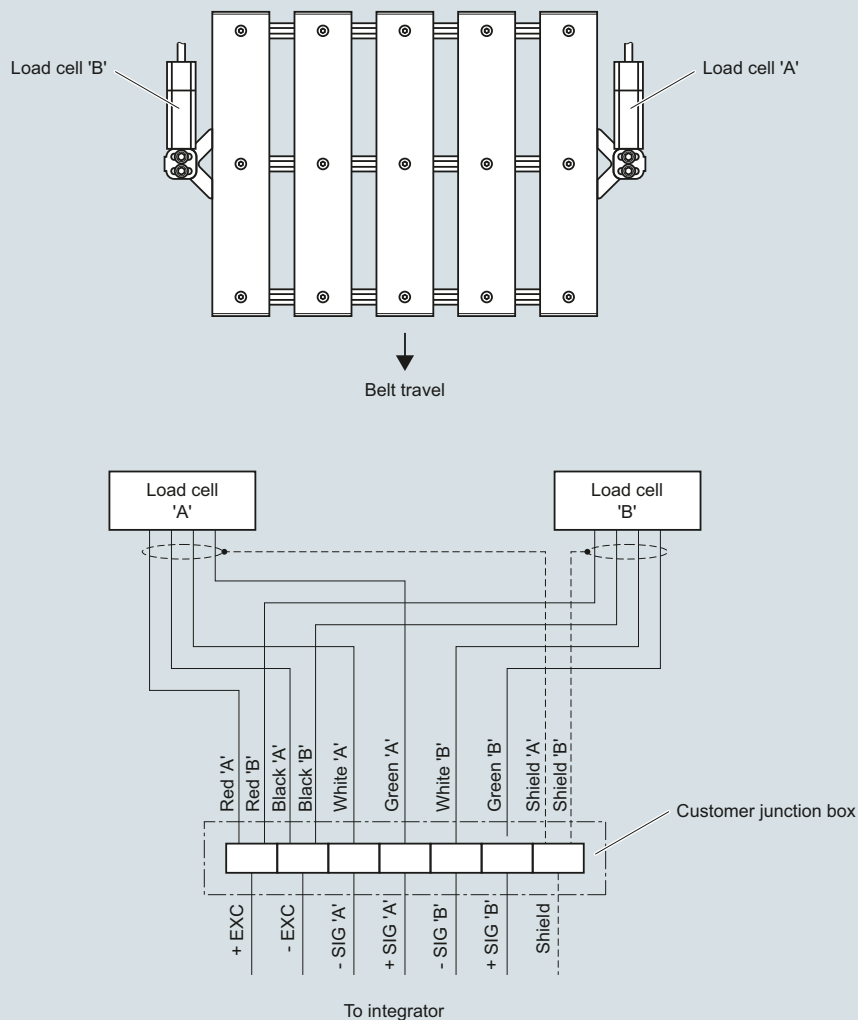 Load cell 'B'
Load cell 'A'
Belt travel
Load cell
'A'
Load cell
'B'
Red 'A'
Red 'B'
Black 'A'
Black 'B'
White 'A'
Green 'A'
White 'B'
Green 'B'
Shield 'A'
Shield 'B'
Customer junction box
+ EXC
- EXC
- SIG 'A'
+ SIG 'A'
- SIG 'B'
+ SIG 'B'
Shield
To integrator